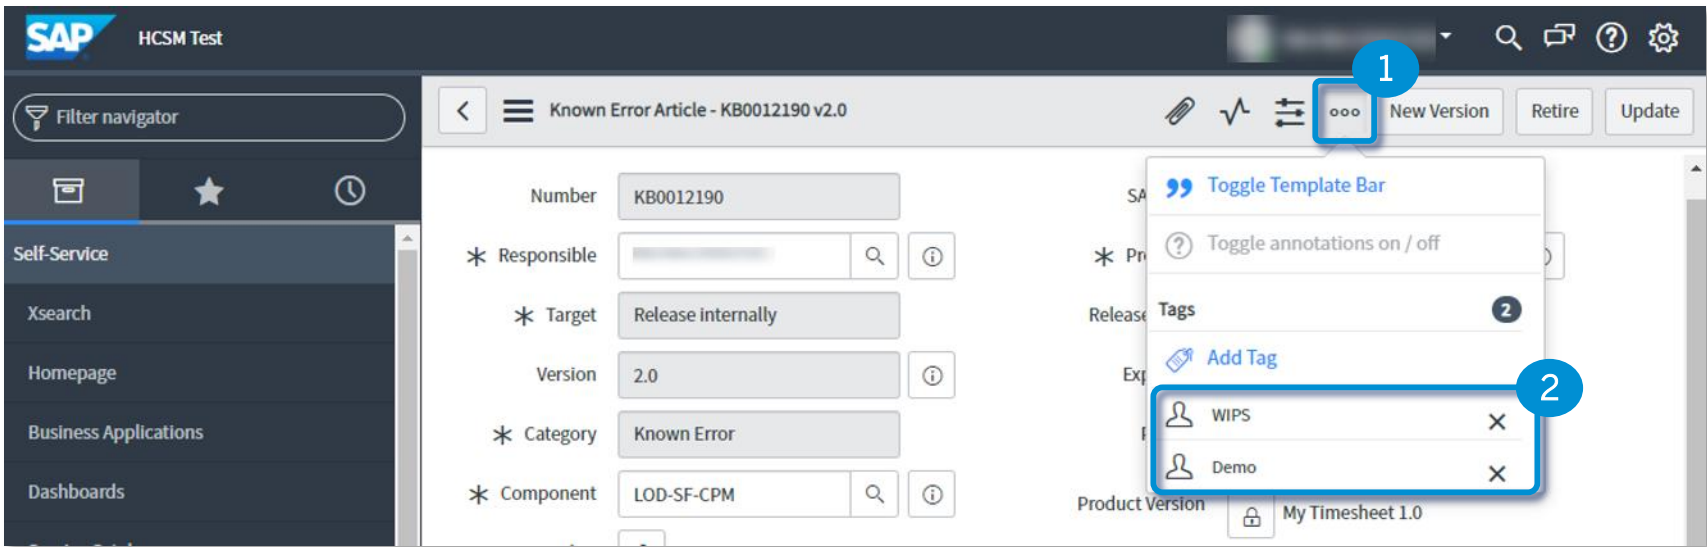 SAP HCSM Test
1
Filter navigator
Known Error Article - KB0012190 v2.0
New Version
Retire
Update
Self-Service
Xsearch
Homepage
Business Applications
Dashboards
Number KB0012190
Responsible
Target Release internally
Version 2.0
Category Known Error
Component LOD-SF-CPM
SA
Pr
Release
Exp
Product Version My Timesheet 1.0
Toggle Template Bar
Toggle annotations on / off
Tags 2
Add Tag
2
WIPS
Demo